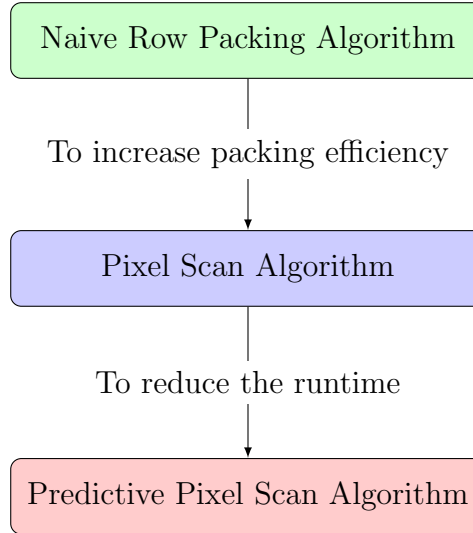 Naive Row Packing Algorithm
To increase packing efficiency
Pixel Scan Algorithm
To reduce the runtime
Predictive Pixel Scan Algorithm